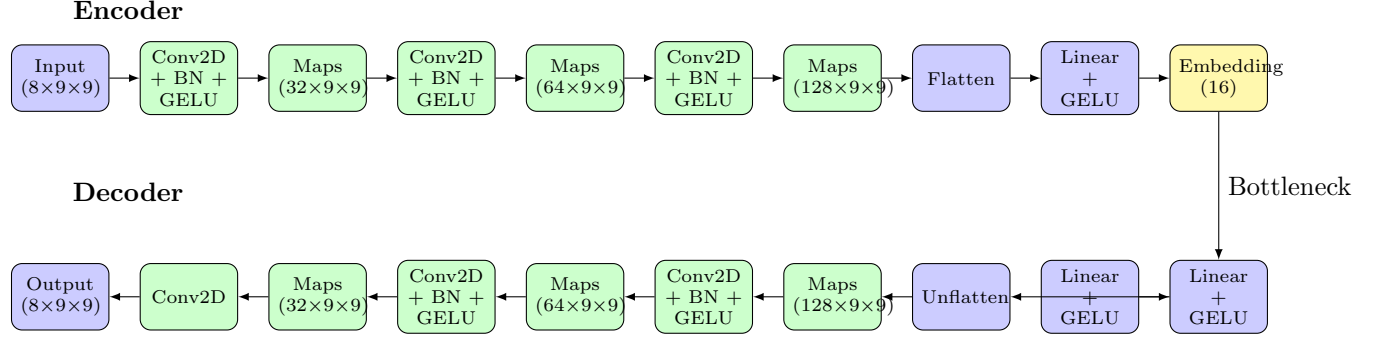 Encoder
Input
(8×9×9)
Conv2D
+ BN +
GELU
Maps
(32×9×9)
Conv2D
+ BN +
GELU
Maps
(64×9×9)
Conv2D
+ BN +
GELU
Maps
(128×9×9)
Flatten
Linear
+
GELU
Embedding
(16)
Bottleneck
Decoder
Output
(8×9×9)
Conv2D
Maps
(32×9×9)
Conv2D
+ BN +
GELU
Maps
(64×9×9)
Conv2D
+ BN +
GELU
Maps
(128×9×9)
Unflatten
Linear
+
GELU
Linear
+
GELU